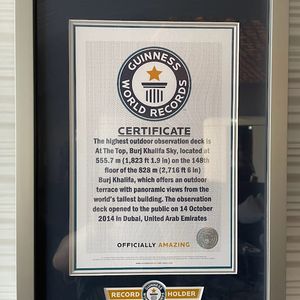 GUINNESS
WORLD RECORDS
CERTIFICATE
The highest outdoor observation deck is
At The Top, Burj Khalifa Sky, located at
555.7 m (1,823 ft 1.9 in) on the 148th
floor of the 828 m (2,716 ft 6 in)
Burj Khalifa, which offers an outdoor
terrace with panoramic views from the
world's tallest building. The observation
deck opened to the public on 14 October
2014 in Dubai, United Arab Emirates
OFFICIALLY AMAZING
RECORD HOLDER